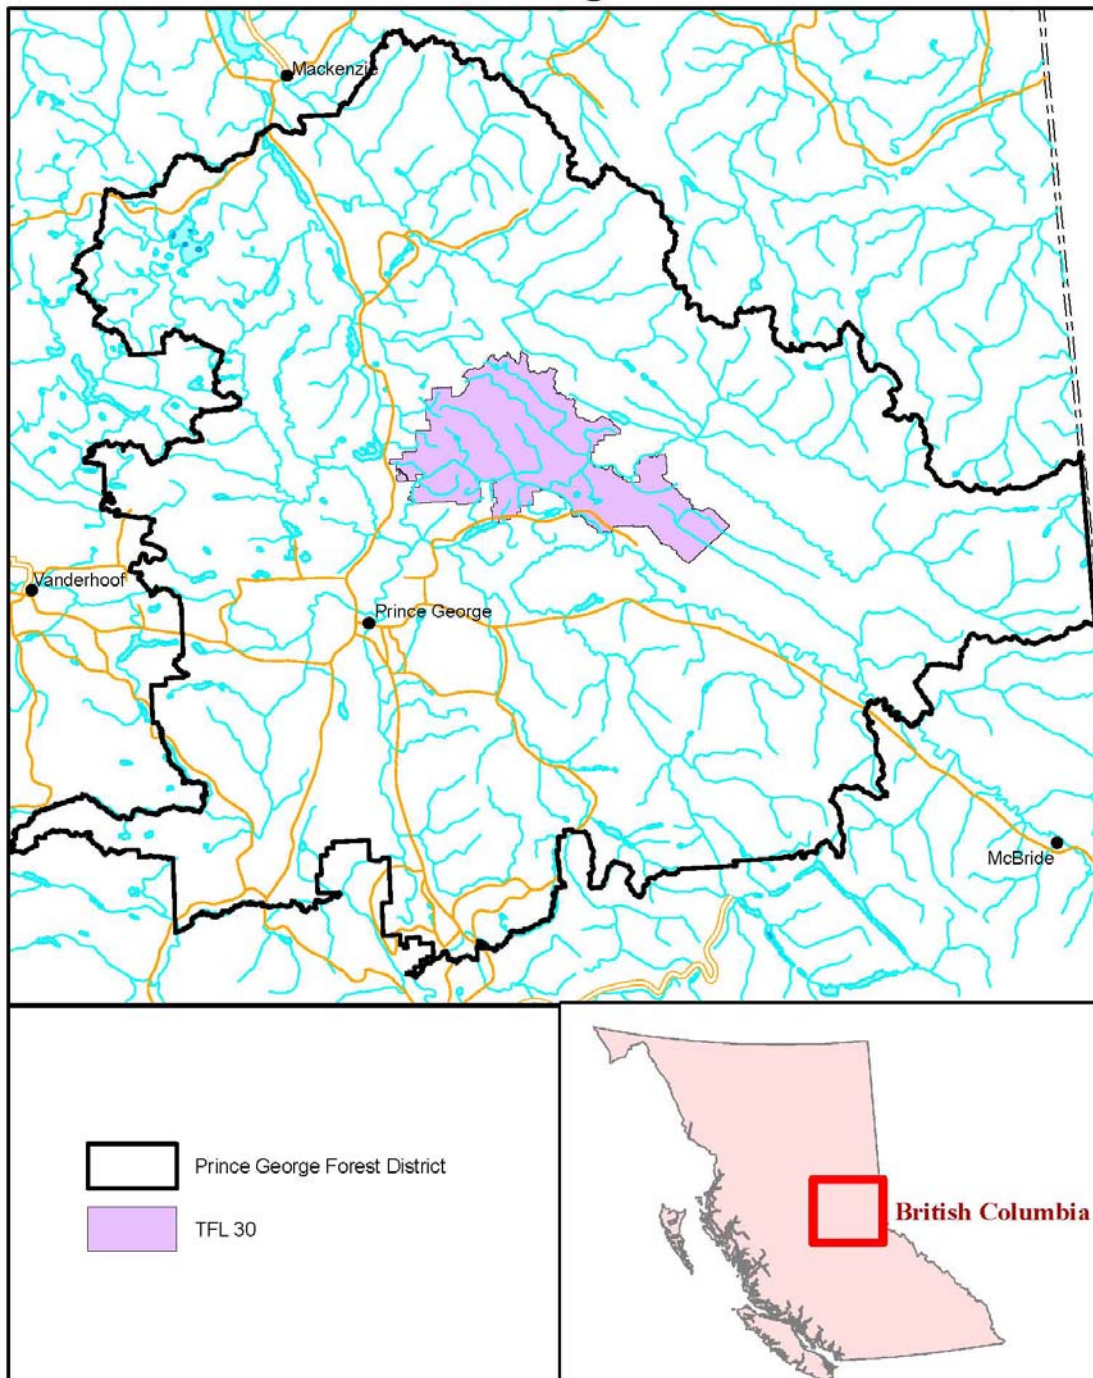 Mackenzie
Vanderhoof
Prince George
McBride
Prince George Forest District
TFL 30
British Columbia